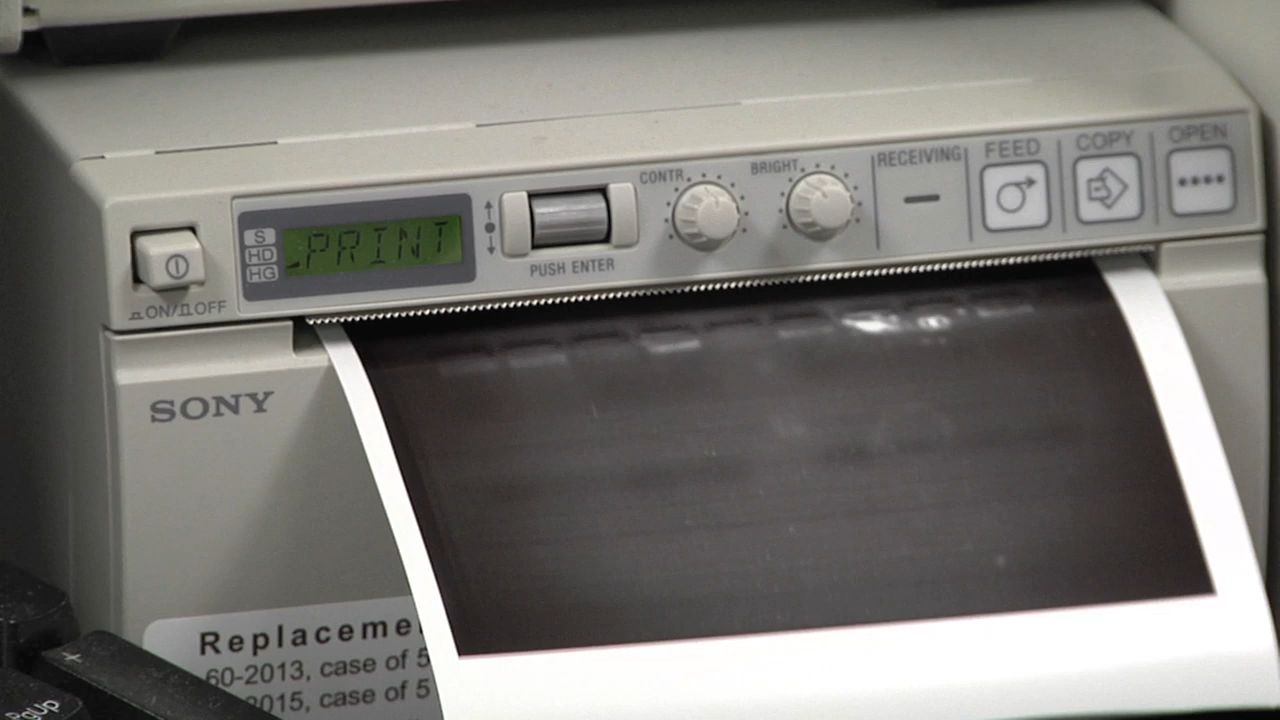 CONTR.
BRIGHT.
RECEIVING
FEED
COPY
OPEN
S
HD
HG
PRINT
PUSH ENTER
ON/OFF
SONY
Replaceme
60-2013, case of 5
2015, case of 5
+
PgUp